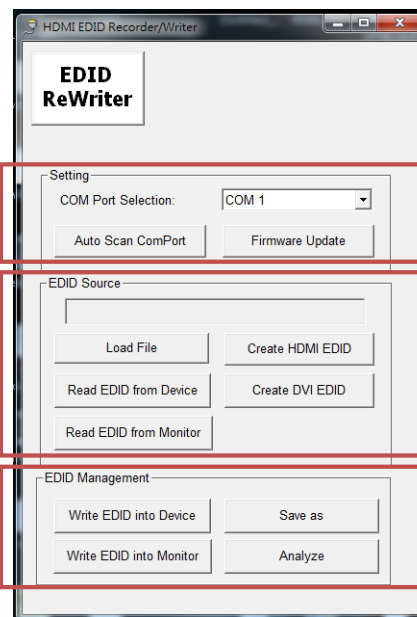 HDMI EDID Recorder/Writer
EDID
ReWriter
Setting
COM Port Selection: COM 1
Auto Scan ComPort Firmware Update
EDID Source
Load File Create HDMI EDID
Read EDID from Device Create DVI EDID
Read EDID from Monitor
EDID Management
Write EDID into Device Save as
Write EDID into Monitor Analyze